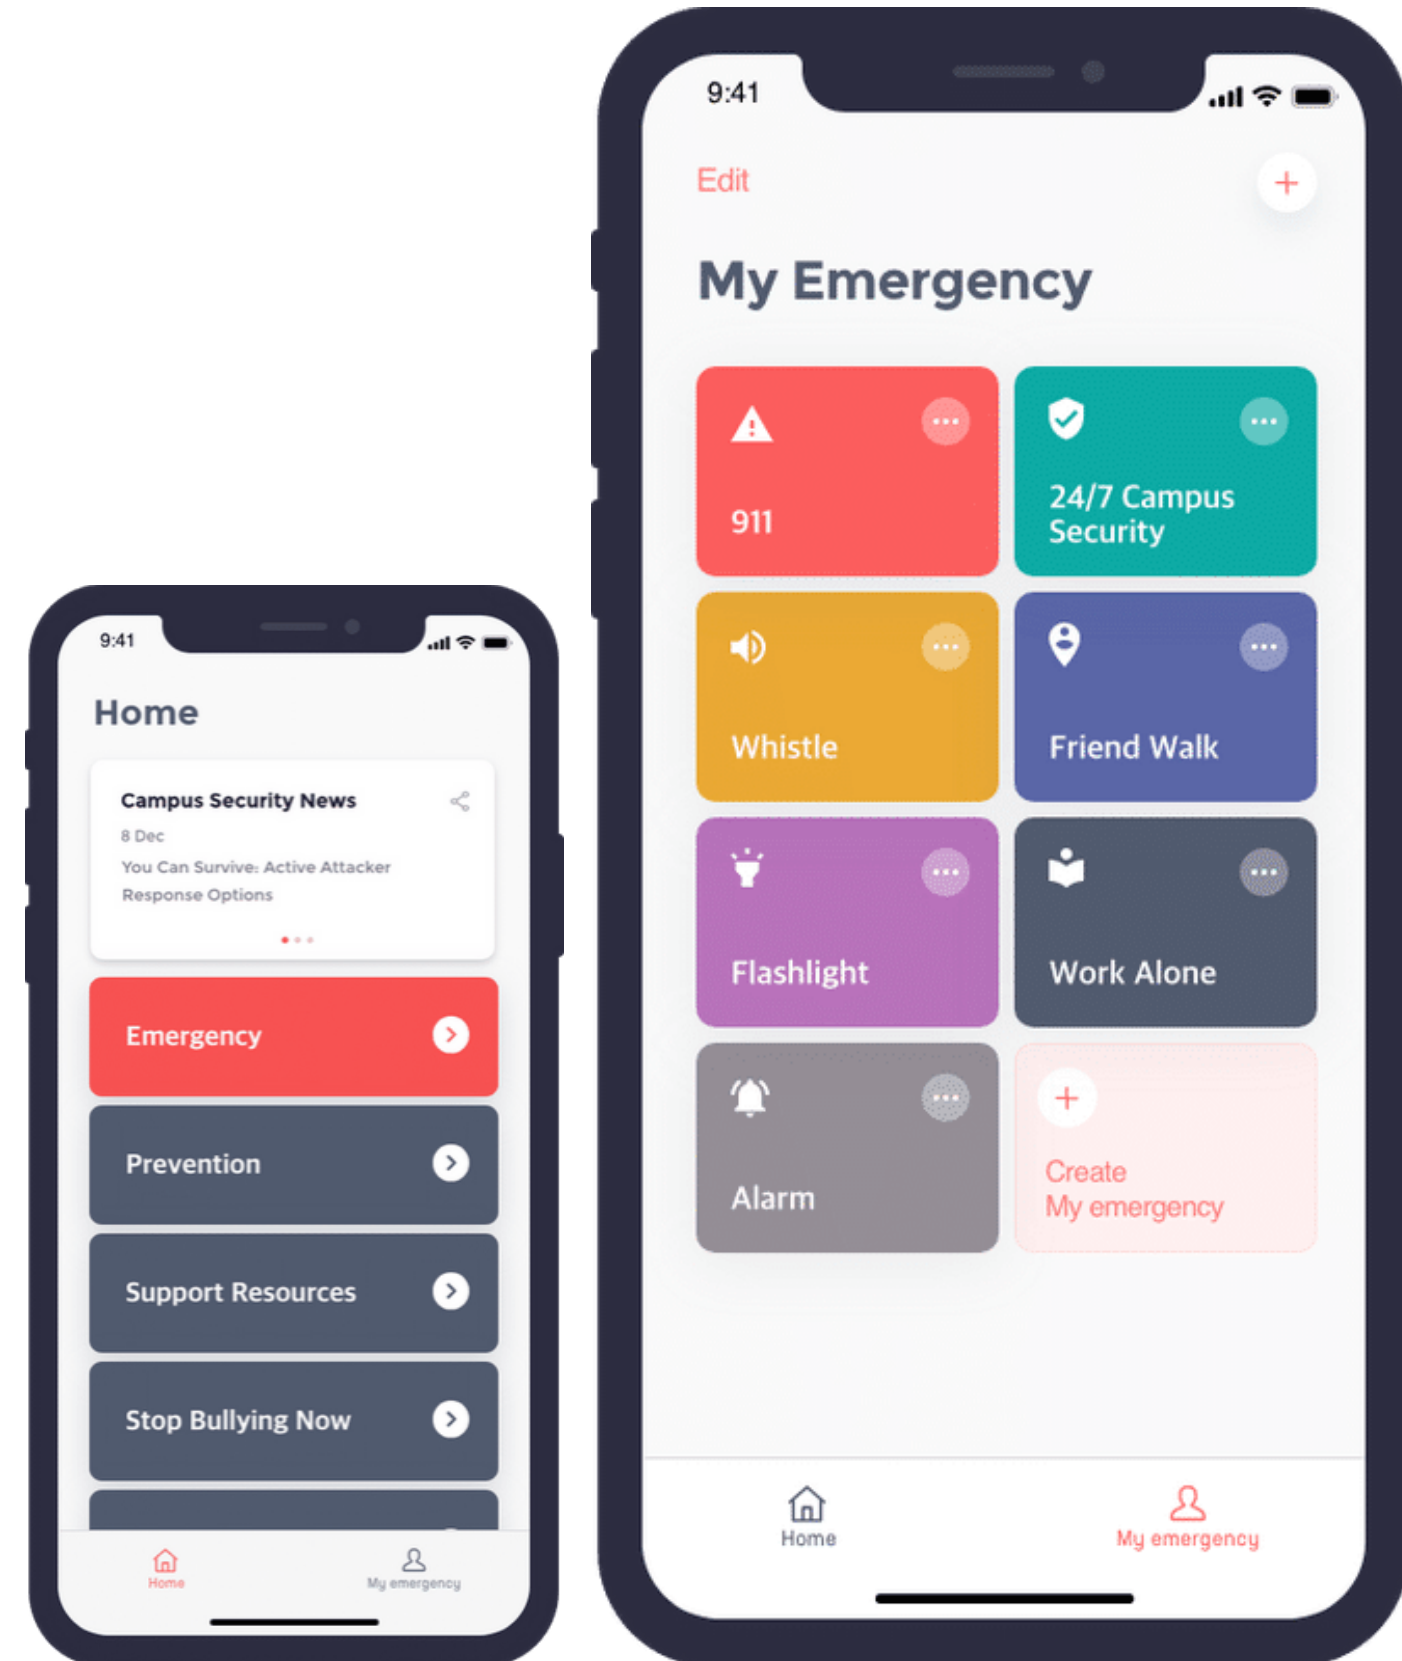 9:41
Home
Campus Security News
8 Dec
You Can Survive: Active Attacker
Response Options
Emergency
Prevention
Support Resources
Stop Bullying Now
Home
My emergency
9:41
Edit
My Emergency
911
24/7 Campus
Security
Whistle
Friend Walk
Flashlight
Work Alone
Alarm
Create
My emergency
Home
My emergency